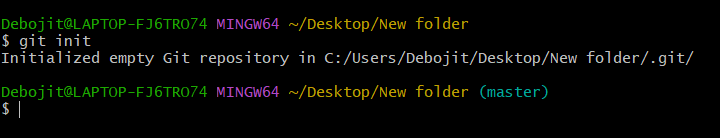 Debojit@LAPTOP-FJ6TRO74 MINGW64 ~/Desktop/New folder
$ git init
Initialized empty Git repository in C:/Users/Debojit/Desktop/New folder/.git/
Debojit@LAPTOP-FJ6TRO74 MINGW64 ~/Desktop/New folder (master)
$